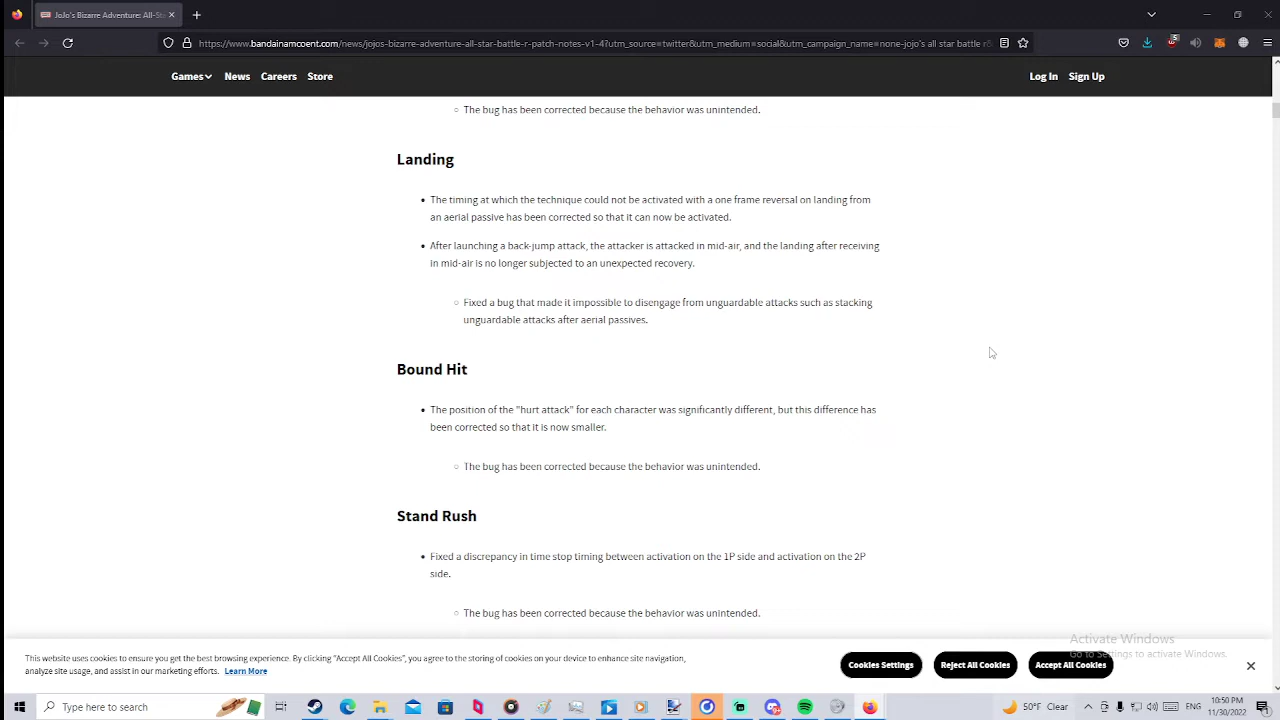 JoJo's Bizarre Adventure: All-Sta
https://www.bandainamcoent.com/news/jojos-bizarre-adventure-all-star-battle-r-patch-notes-v1-4?utm_source=twitter&utm_medium=social&utm_campaign_name=none-jojo's all star battle r
Games News Careers Store Log In Sign Up
The bug has been corrected because the behavior was unintended.
Landing
The timing at which the technique could not be activated with a one frame reversal on landing from
an aerial passive has been corrected so that it can now be activated.
After launching a back-jump attack, the attacker is attacked in mid-air, and the landing after receiving
in mid-air is no longer subjected to an unexpected recovery.
Fixed a bug that made it impossible to disengage from unguardable attacks such as stacking
unguardable attacks after aerial passives.
Bound Hit
The position of the "hurt attack" for each character was significantly different, but this difference has
been corrected so that it is now smaller.
The bug has been corrected because the behavior was unintended.
Stand Rush
Fixed a discrepancy in time stop timing between activation on the 1P side and activation on the 2P
side.
The bug has been corrected because the behavior was unintended.
Activate Windows
Go to Settings to activate Windows.
This website uses cookies to ensure you get the best browsing experience. By clicking "Accept All Cookies", you agree to the storing of cookies on your device to enhance site navigation,
analyze site usage, and assist in our marketing efforts. Learn More
Cookies Settings Reject All Cookies Accept All Cookies
Type here to search
50°F Clear
ENG
10:50 PM
11/30/2022